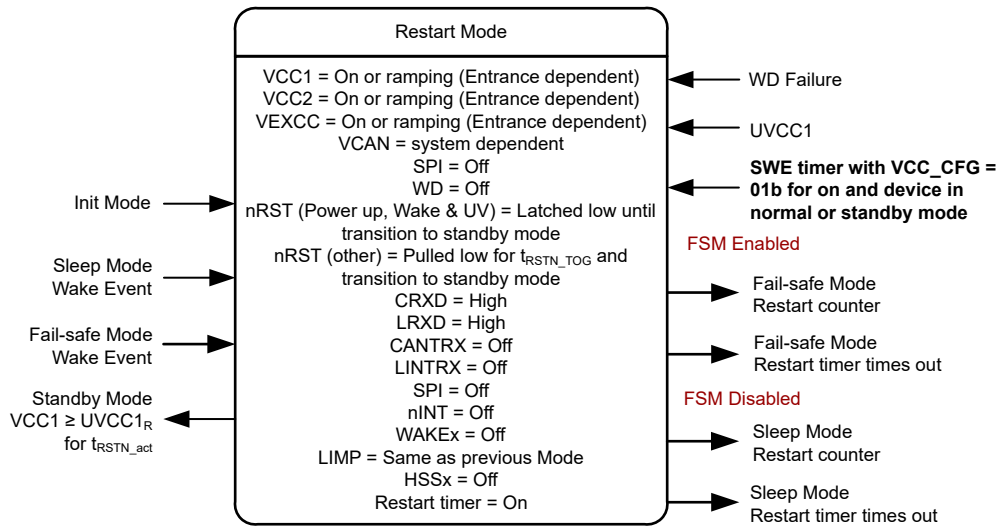 Restart Mode
VCC1 = On or ramping (Entrance dependent)
VCC2 = On or ramping (Entrance dependent)
VEXCC = On or ramping (Entrance dependent)
VCAN = system dependent
SPI = Off
WD = Off
nRST (Power up, Wake & UV) = Latched low until
transition to standby mode
nRST (other) = Pulled low for tRSTN_TOG and
transition to standby mode
CRXD = High
LRXD = High
CANTRX = Off
LINTRX = Off
SPI = Off
nINT = Off
WAKEx = Off
LIMP = Same as previous Mode
HSSx = Off
Restart timer = On
Init Mode
Sleep Mode
Wake Event
Fail-safe Mode
Wake Event
Standby Mode
VCC1 ≥ UVCC1R
for tRSTN_act
WD Failure
UVCC1
SWE timer with VCC_CFG =
01b for on and device in
normal or standby mode
FSM Enabled
Fail-safe Mode
Restart counter
Fail-safe Mode
Restart timer times out
FSM Disabled
Sleep Mode
Restart counter
Sleep Mode
Restart timer times out